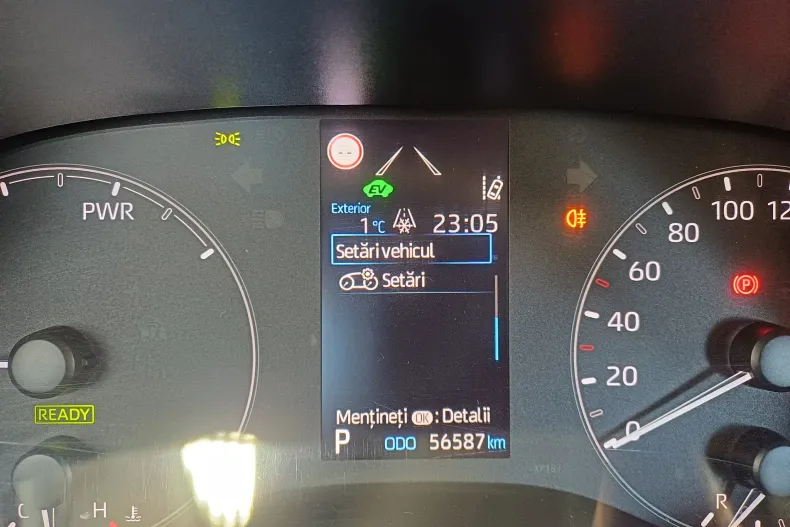 --
EV
Exterior
1°C 23:05
Setări vehicul
Setări
Mențineți OK : Detalii
P ODO 56587 km
PWR
READY
C H
0
20
40
60
80
100
P
R